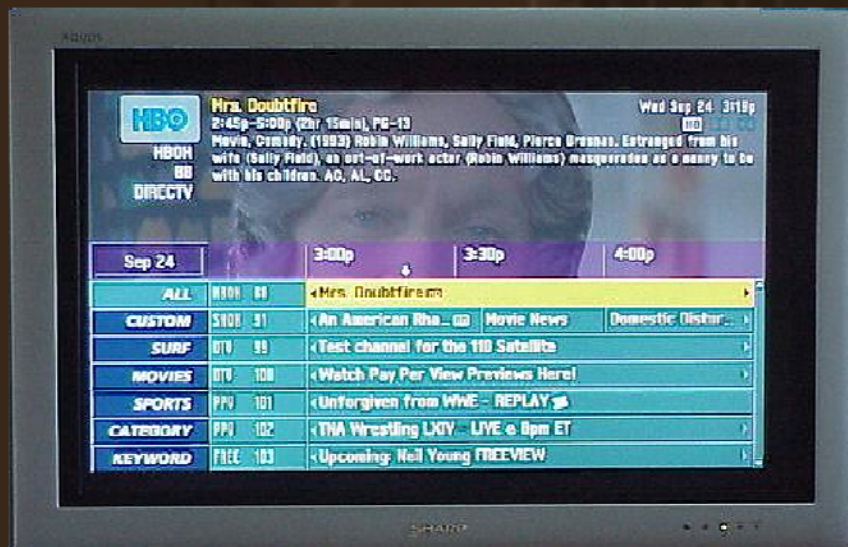 AQUOS
HBO
Mrs. Doubtfire
Wed Sep 24 3:19p
2:45p-5:00p (2hr 15min), PG-13
HD
Movie, Comedy. (1993) Robin Williams, Sally Field, Pierce Brosnan. Estranged from his
wife (Sally Field), an out-of-work actor (Robin Williams) masquerades as a nanny to be
with his children. AC, AL, CC.
HBOH
88
DIRECTV
Sep 24
3:00p
3:30p
4:00p
ALL HBOH 88 Mrs. Doubtfire HD
CUSTOM SHOH 91 An American Rha... HD Movie News Domestic Distur...
SURF DTV 99 Test channel for the 110 Satellite
MOVIES DTV 100 Watch Pay Per View Previews Here!
SPORTS PPV 101 Unforgiven from WWE - REPLAY
CATEGORY PPV 102 TNA Wrestling LXIV - LIVE @ 8pm ET
KEYWORD FREE 103 Upcoming: Neil Young FREEVIEW
SHARP